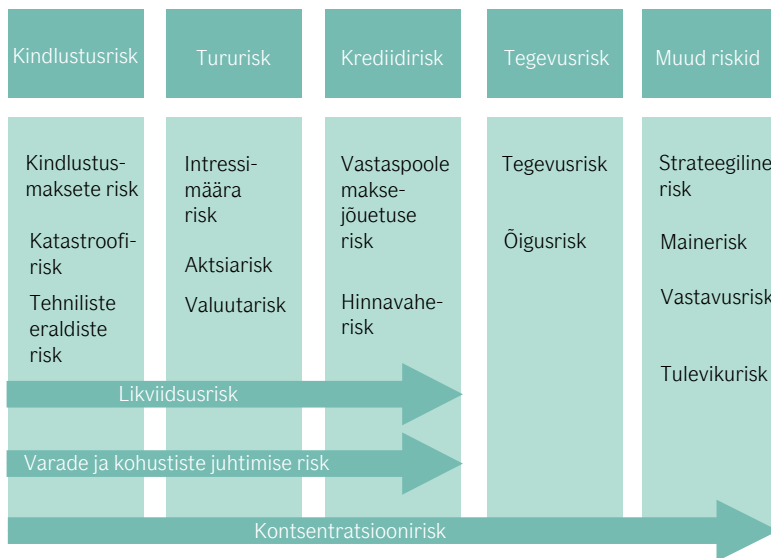 Kindlustusrisk
Tururisk
Krediidirisk
Tegevusrisk
Muud riskid
Kindlustus-
maksete risk
Katastroofi-
risk
Tehniliste
eraldiste
risk
Intressi-
määra
risk
Aktsiarisk
Valuutarisk
Vastaspoole
makse-
jõuetuse
risk
Hinnavahe-
risk
Tegevusrisk
Õigusrisk
Strateegiline
risk
Mainerisk
Vastavusrisk
Tulevikurisk
Likviidsusrisk
Varade ja kohustiste juhtimise risk
Kontsentratsioonirisk